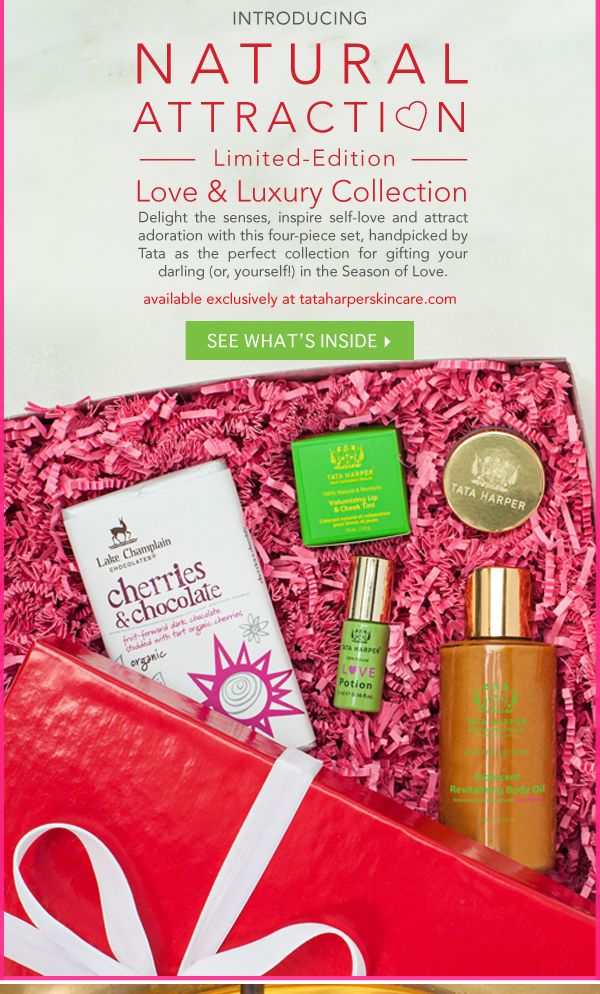 INTRODUCING
NATURAL
ATTRACTION
Limited-Edition
Love & Luxury Collection
Delight the senses, inspire self-love and attract
adoration with this four-piece set, handpicked by
Tata as the perfect collection for gifting your
darling (or, yourself!) in the Season of Love.
available exclusively at tataharperskincare.com
SEE WHAT'S INSIDE
TATA HARPER
100% Natural & Nontoxic
Volumizing Lip
& Cheek Tint
TATA HARPER
Lake Champlain
CHOCOLATES
cherries
& chocolate
fruit-forward dark chocolate
studded with tart organic cherries
organic
TATA HARPER
LOVE
Potion
TATA HARPER
Iridescent
Revitalizing Body Oil